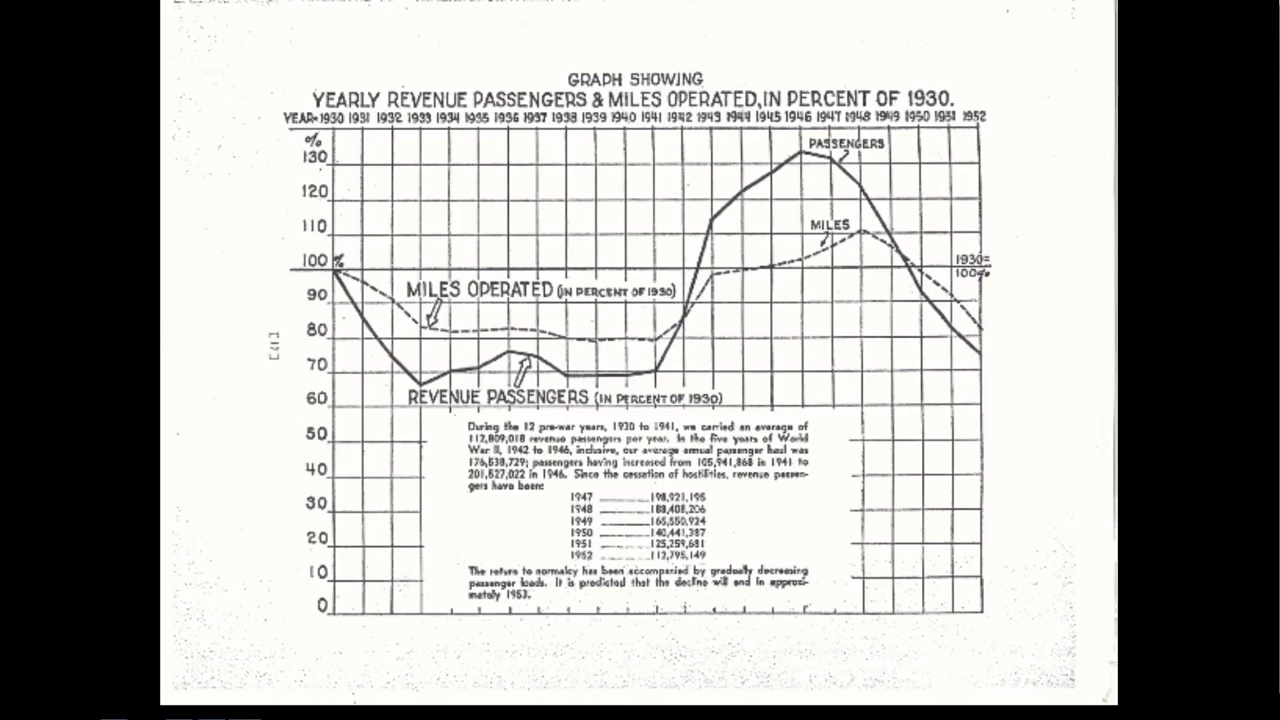 GRAPH SHOWING
YEARLY REVENUE PASSENGERS & MILES OPERATED, IN PERCENT OF 1930.
YEAR- 1930 1931 1932 1933 1934 1935 1936 1937 1938 1939 1940 1941 1942 1943 1944 1945 1946 1947 1948 1949 1950 1951 1952
%
130
PASSENGERS
120
110
MILES
100
%
1930=
100%
90
MILES OPERATED (IN PERCENT OF 1930)
80
70
REVENUE PASSENGERS (IN PERCENT OF 1930)
60
50
40
30
20
10
0
During the 12 pre-war years, 1930 to 1941, we carried an average of
112,809,018 revenue passengers per year. In the five years of World
War II, 1942 to 1946, inclusive, our average annual passenger haul was
176,538,729; passengers having increased from 105,941,868 in 1941 to
201,527,022 in 1946. Since the cessation of hostilities, revenue passen-
gers have been:
1947 198,921,195
1948 188,408,206
1949 165,550,924
1950 140,441,387
1951 125,259,681
1952 112,795,149
The return to normalcy has been accompanied by gradually decreasing
passenger loads. It is predicted that the decline will end in approxi-
mately 1953.